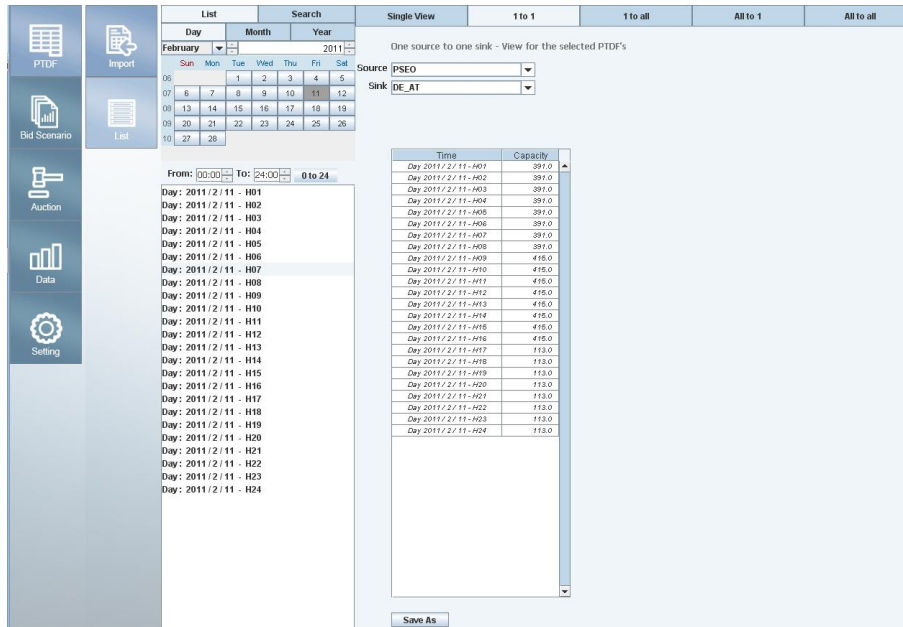 PTDF
Bid Scenario
Auction
Data
Setting
Import
List
List Search
Day Month Year
February 2011
Sun Mon Tue Wed Thu Fri Sat
06 1 2 3 4 5
07 6 7 8 9 10 11 12
08 13 14 15 16 17 18 19
09 20 21 22 23 24 25 26
10 27 28
From: 00:00 To: 24:00 0 to 24
Day: 2011 / 2 / 11 - H01
Day: 2011 / 2 / 11 - H02
Day: 2011 / 2 / 11 - H03
Day: 2011 / 2 / 11 - H04
Day: 2011 / 2 / 11 - H05
Day: 2011 / 2 / 11 - H06
Day: 2011 / 2 / 11 - H07
Day: 2011 / 2 / 11 - H08
Day: 2011 / 2 / 11 - H09
Day: 2011 / 2 / 11 - H10
Day: 2011 / 2 / 11 - H11
Day: 2011 / 2 / 11 - H12
Day: 2011 / 2 / 11 - H13
Day: 2011 / 2 / 11 - H14
Day: 2011 / 2 / 11 - H15
Day: 2011 / 2 / 11 - H16
Day: 2011 / 2 / 11 - H17
Day: 2011 / 2 / 11 - H18
Day: 2011 / 2 / 11 - H19
Day: 2011 / 2 / 11 - H20
Day: 2011 / 2 / 11 - H21
Day: 2011 / 2 / 11 - H22
Day: 2011 / 2 / 11 - H23
Day: 2011 / 2 / 11 - H24
Single View 1 to 1 1 to all All to 1 All to all
One source to one sink - View for the selected PTDF's
Source PSEO
Sink DE_AT
Time Capacity
Day 2011 / 2 / 11 - H01 391.0
Day 2011 / 2 / 11 - H02 391.0
Day 2011 / 2 / 11 - H03 391.0
Day 2011 / 2 / 11 - H04 391.0
Day 2011 / 2 / 11 - H05 391.0
Day 2011 / 2 / 11 - H06 391.0
Day 2011 / 2 / 11 - H07 391.0
Day 2011 / 2 / 11 - H08 391.0
Day 2011 / 2 / 11 - H09 415.0
Day 2011 / 2 / 11 - H10 415.0
Day 2011 / 2 / 11 - H11 415.0
Day 2011 / 2 / 11 - H12 415.0
Day 2011 / 2 / 11 - H13 415.0
Day 2011 / 2 / 11 - H14 415.0
Day 2011 / 2 / 11 - H15 415.0
Day 2011 / 2 / 11 - H16 415.0
Day 2011 / 2 / 11 - H17 113.0
Day 2011 / 2 / 11 - H18 113.0
Day 2011 / 2 / 11 - H19 113.0
Day 2011 / 2 / 11 - H20 113.0
Day 2011 / 2 / 11 - H21 113.0
Day 2011 / 2 / 11 - H22 113.0
Day 2011 / 2 / 11 - H23 113.0
Day 2011 / 2 / 11 - H24 113.0
Save As